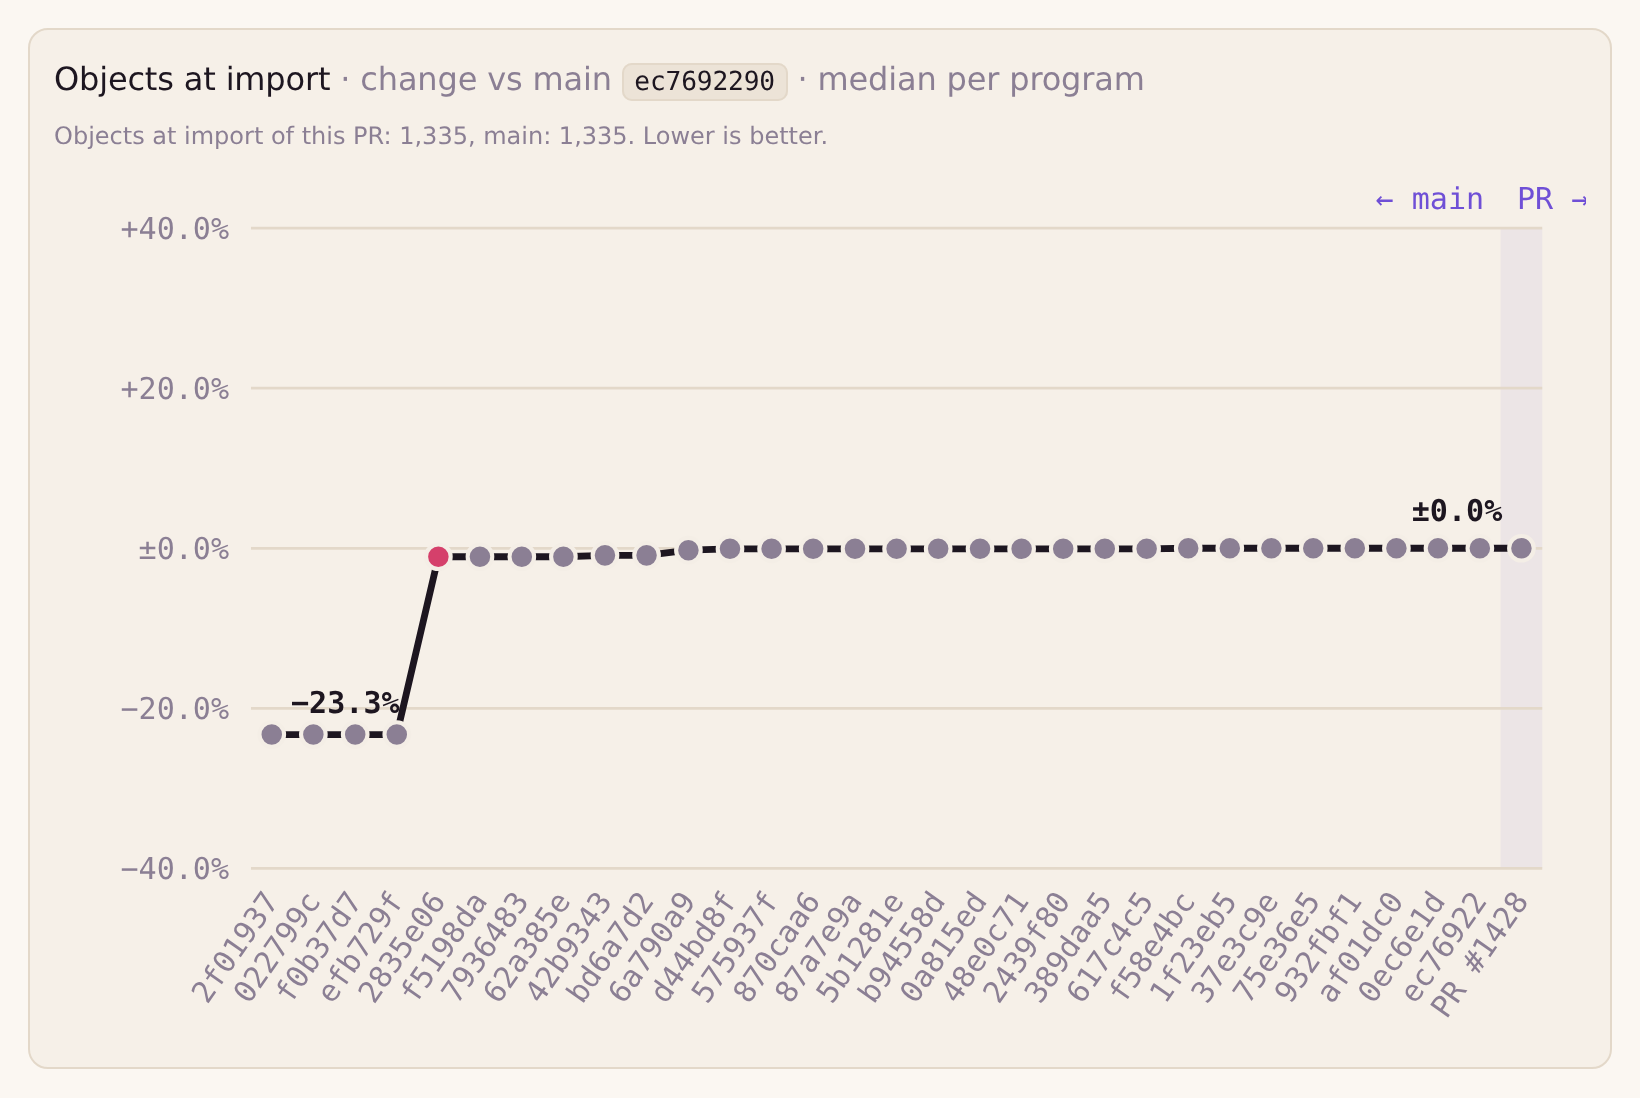 Objects at import · change vs main ec7692290 · median per program
Objects at import of this PR: 1,335, main: 1,335. Lower is better.
← main PR →
+40.0%
+20.0%
±0.0%
−20.0%
−40.0%
±0.0%
−23.3%
2f01937
022799c
f0b37d7
efb729f
2835e06
f5198da
7936483
62a385e
42b9343
bd6a7d2
6a790a9
d44bd8f
575937f
870caa6
87a7e9a
5b1281e
b94558d
0a815ed
48e0c71
2439f80
389daa5
617c4c5
f58e4bc
1f23eb5
37e3c9e
75e36e5
932fbf1
af01dc0
0ec6e1d
ec76922
PR #1428